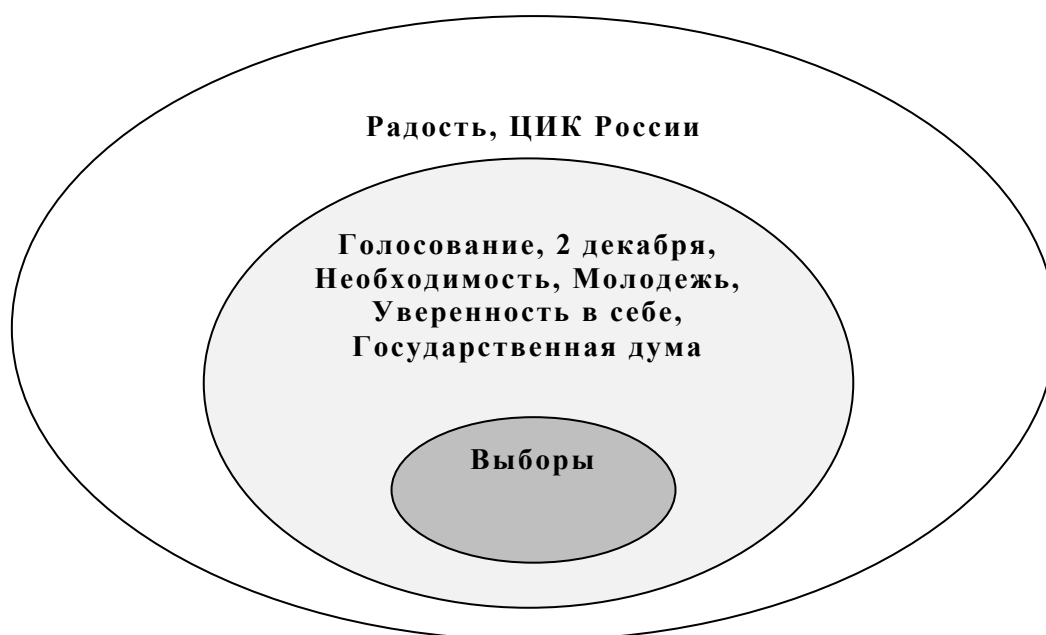 Радость, ЦИК России
Голосование, 2 декабря,
Необходимость, Молодежь,
Уверенность в себе,
Государственная дума
Выборы